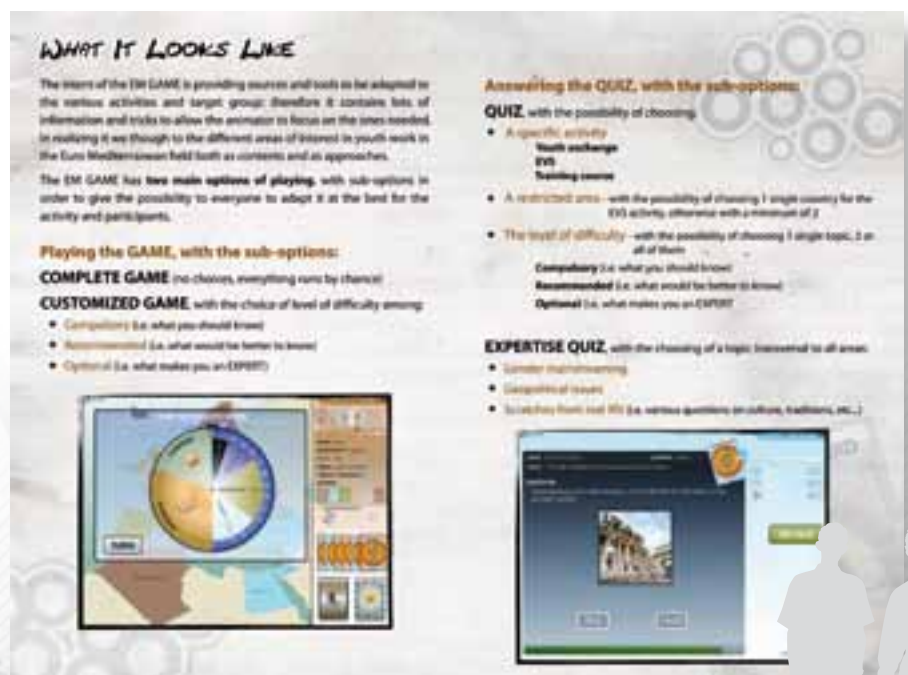 WHAT IT LOOKS LIKE
The intent of the EM GAME is providing sources and tools to be adapted to
the various activities and target group: therefore it contains lots of
information and tricks to allow the animator to focus on the ones needed.
In realizing it we though to the different areas of interest in youth work in
the Euro Mediterranean field both as contents and as approaches.
The EM GAME has two main options of playing, with sub-options in
order to give the possibility to everyone to adapt it at the best for the
activity and participants.
Playing the GAME, with the sub-options:
COMPLETE GAME (no choices, everything runs by chance)
CUSTOMIZED GAME, with the choice of level of difficulty among:
• Compulsory (i.e. what you should know)
• Recommended (i.e. what would be better to know)
• Optional (i.e. what makes you an EXPERT)
Answering the QUIZ, with the sub-options:
QUIZ, with the possibility of choosing:
• A specific activity
Youth exchange
EVS
Training course
• A restricted area - with the possibility of choosing 1 single country for the
EVS activity, otherwise with a minimum of 2
• The level of difficulty - with the possibility of choosing 1 single topic, 2 or
all of them
Compulsory (i.e. what you should know)
Recommended (i.e. what would be better to know)
Optional (i.e. what makes you an EXPERT
EXPERTISE QUIZ, with the choosing of a topic transversal to all areas:
• Gender mainstreaming
• Geopolitical issues
• Scratches from real life (i.e. various questions on culture, traditions, etc...)